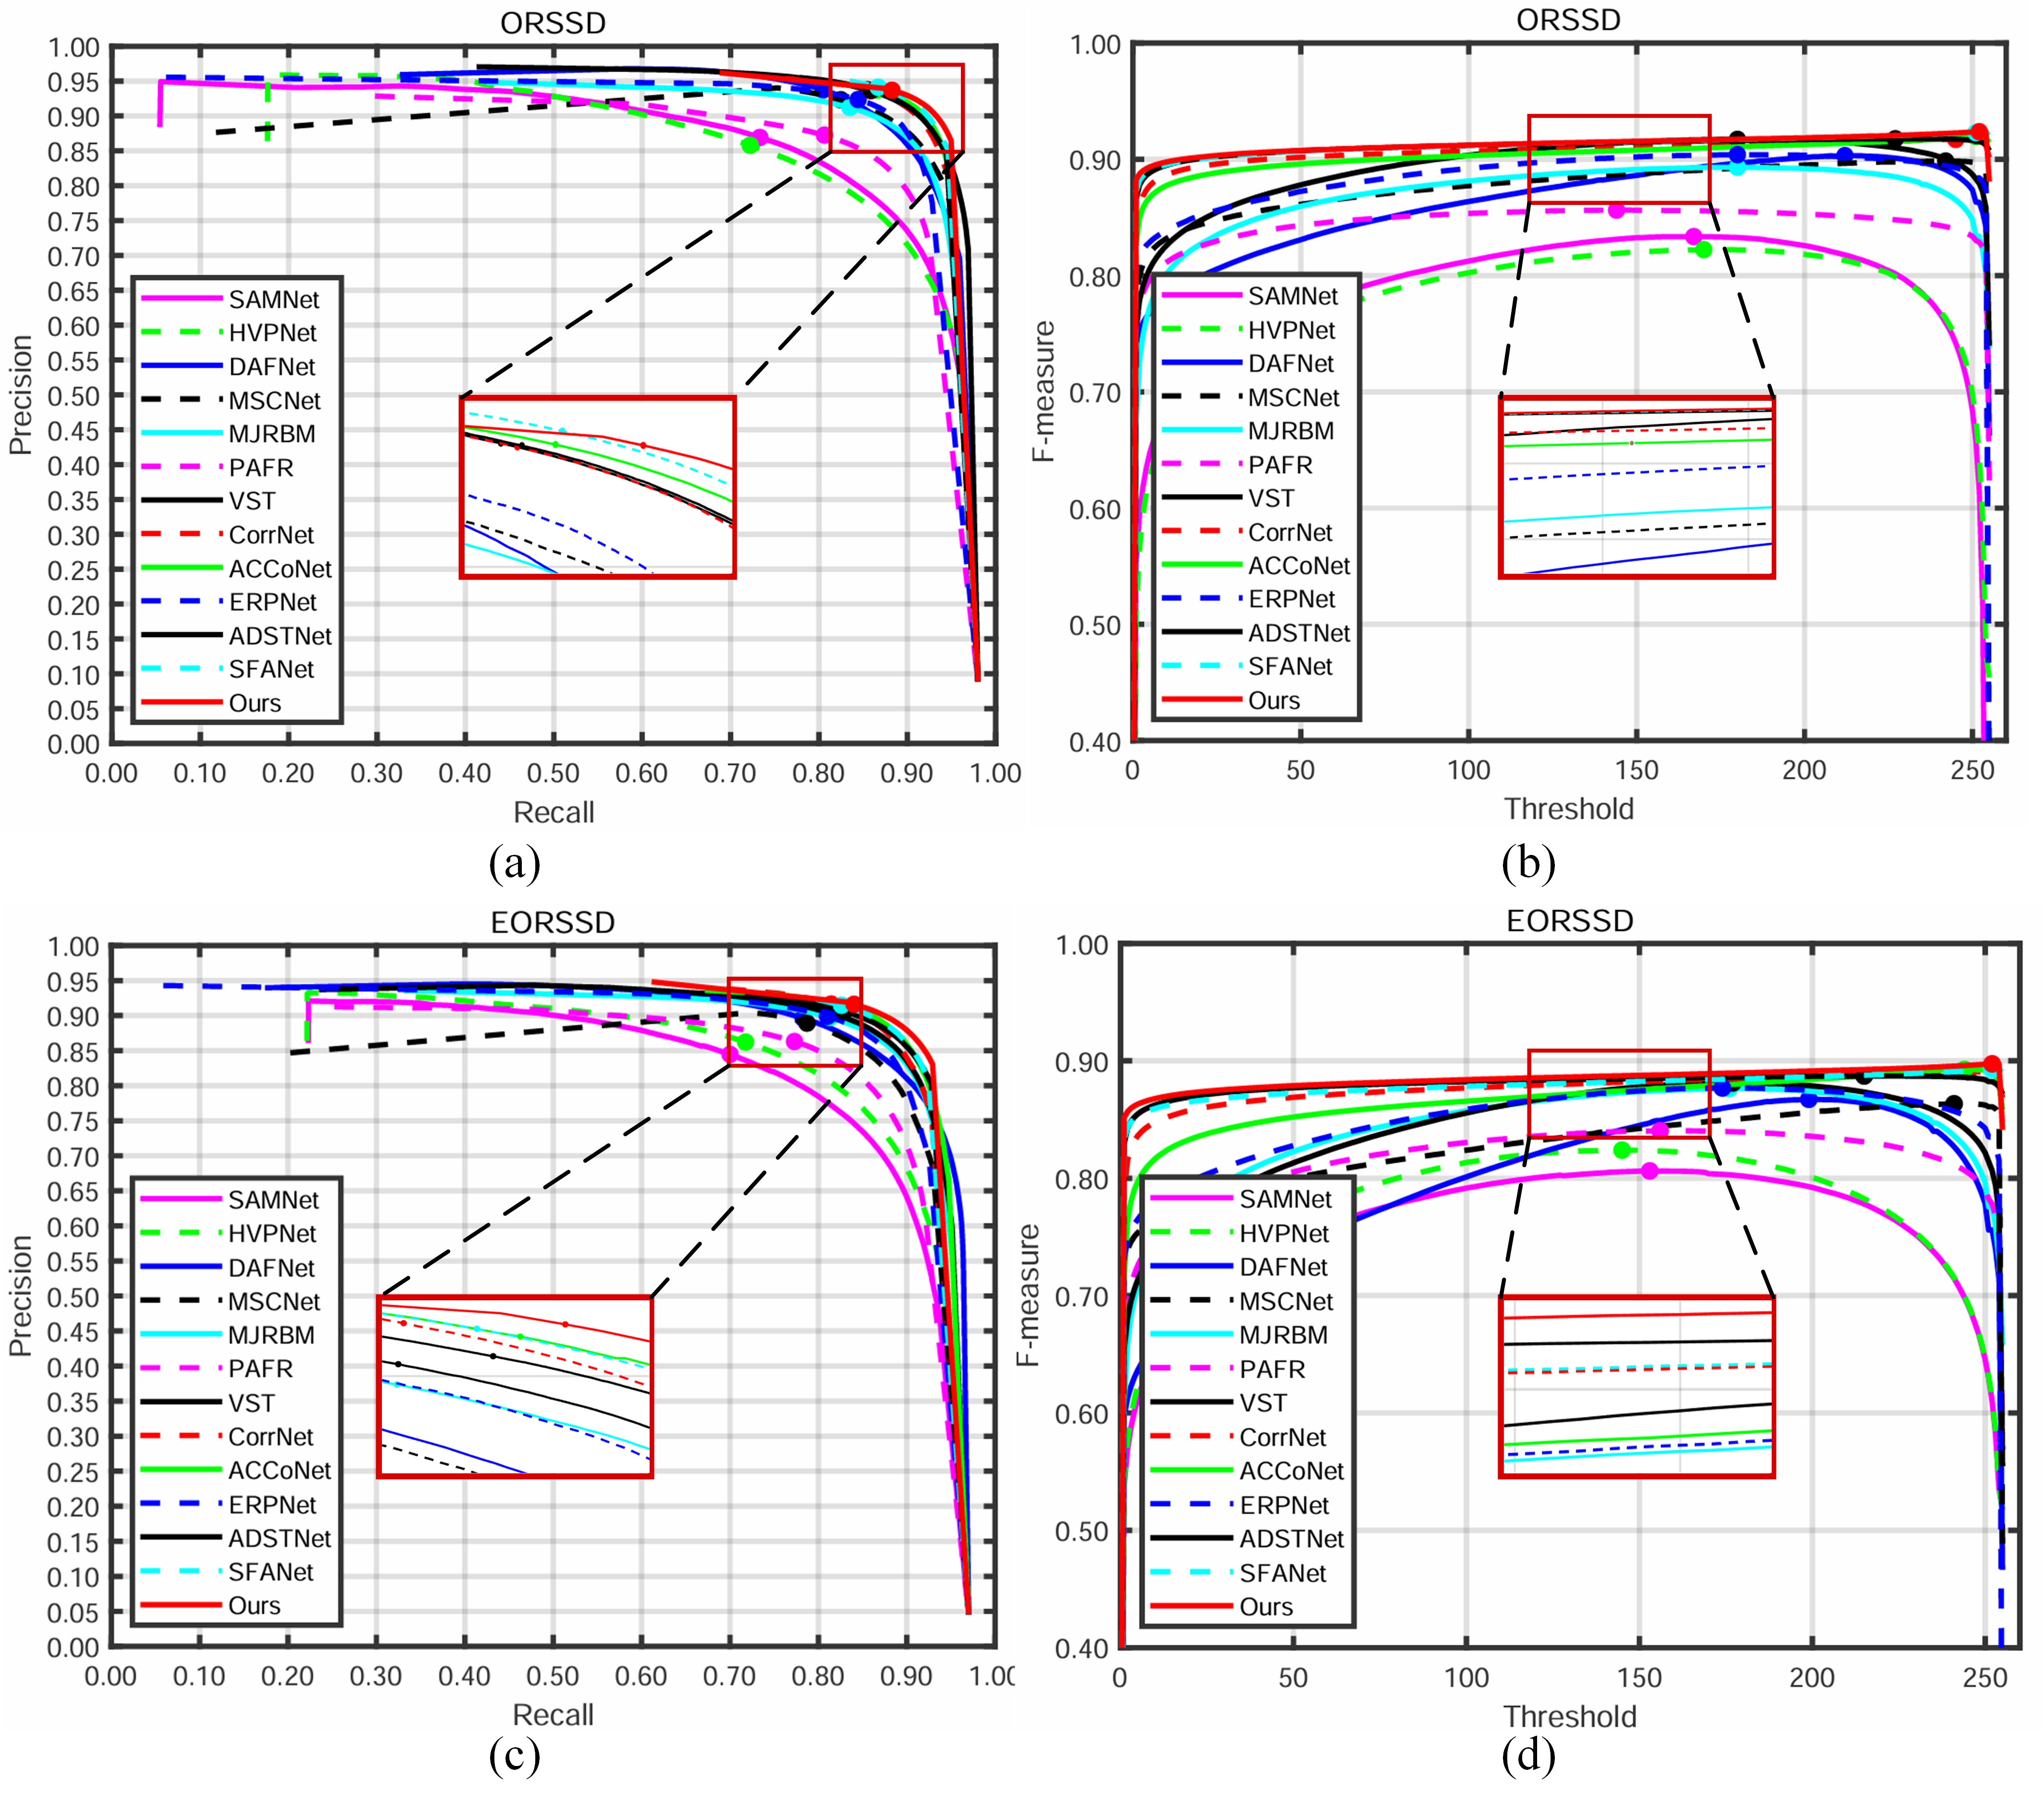 ORSSD
1.00
0.95
0.90
0.85
0.80
0.75
0.70
0.65
0.60
0.55
0.50
0.45
0.40
0.35
0.30
0.25
0.20
0.15
0.10
0.05
0.00
Precision
SAMNet
HVPNet
DAFNet
MSCNet
MJRBM
PAFR
VST
CorrNet
ACCoNet
ERPNet
ADSTNet
SFANet
Ours
0.00 0.10 0.20 0.30 0.40 0.50 0.60 0.70 0.80 0.90 1.00
Recall
(a)
ORSSD
1.00
0.90
0.80
0.70
0.60
0.50
0.40
F-measure
SAMNet
HVPNet
DAFNet
MSCNet
MJRBM
PAFR
VST
CorrNet
ACCoNet
ERPNet
ADSTNet
SFANet
Ours
0 50 100 150 200 250
Threshold
(b)
EORSSD
1.00
0.95
0.90
0.85
0.80
0.75
0.70
0.65
0.60
0.55
0.50
0.45
0.40
0.35
0.30
0.25
0.20
0.15
0.10
0.05
0.00
Precision
SAMNet
HVPNet
DAFNet
MSCNet
MJRBM
PAFR
VST
CorrNet
ACCoNet
ERPNet
ADSTNet
SFANet
Ours
0.00 0.10 0.20 0.30 0.40 0.50 0.60 0.70 0.80 0.90 1.00
Recall
(c)
EORSSD
1.00
0.90
0.80
0.70
0.60
0.50
0.40
F-measure
SAMNet
HVPNet
DAFNet
MSCNet
MJRBM
PAFR
VST
CorrNet
ACCoNet
ERPNet
ADSTNet
SFANet
Ours
0 50 100 150 200 250
Threshold
(d)